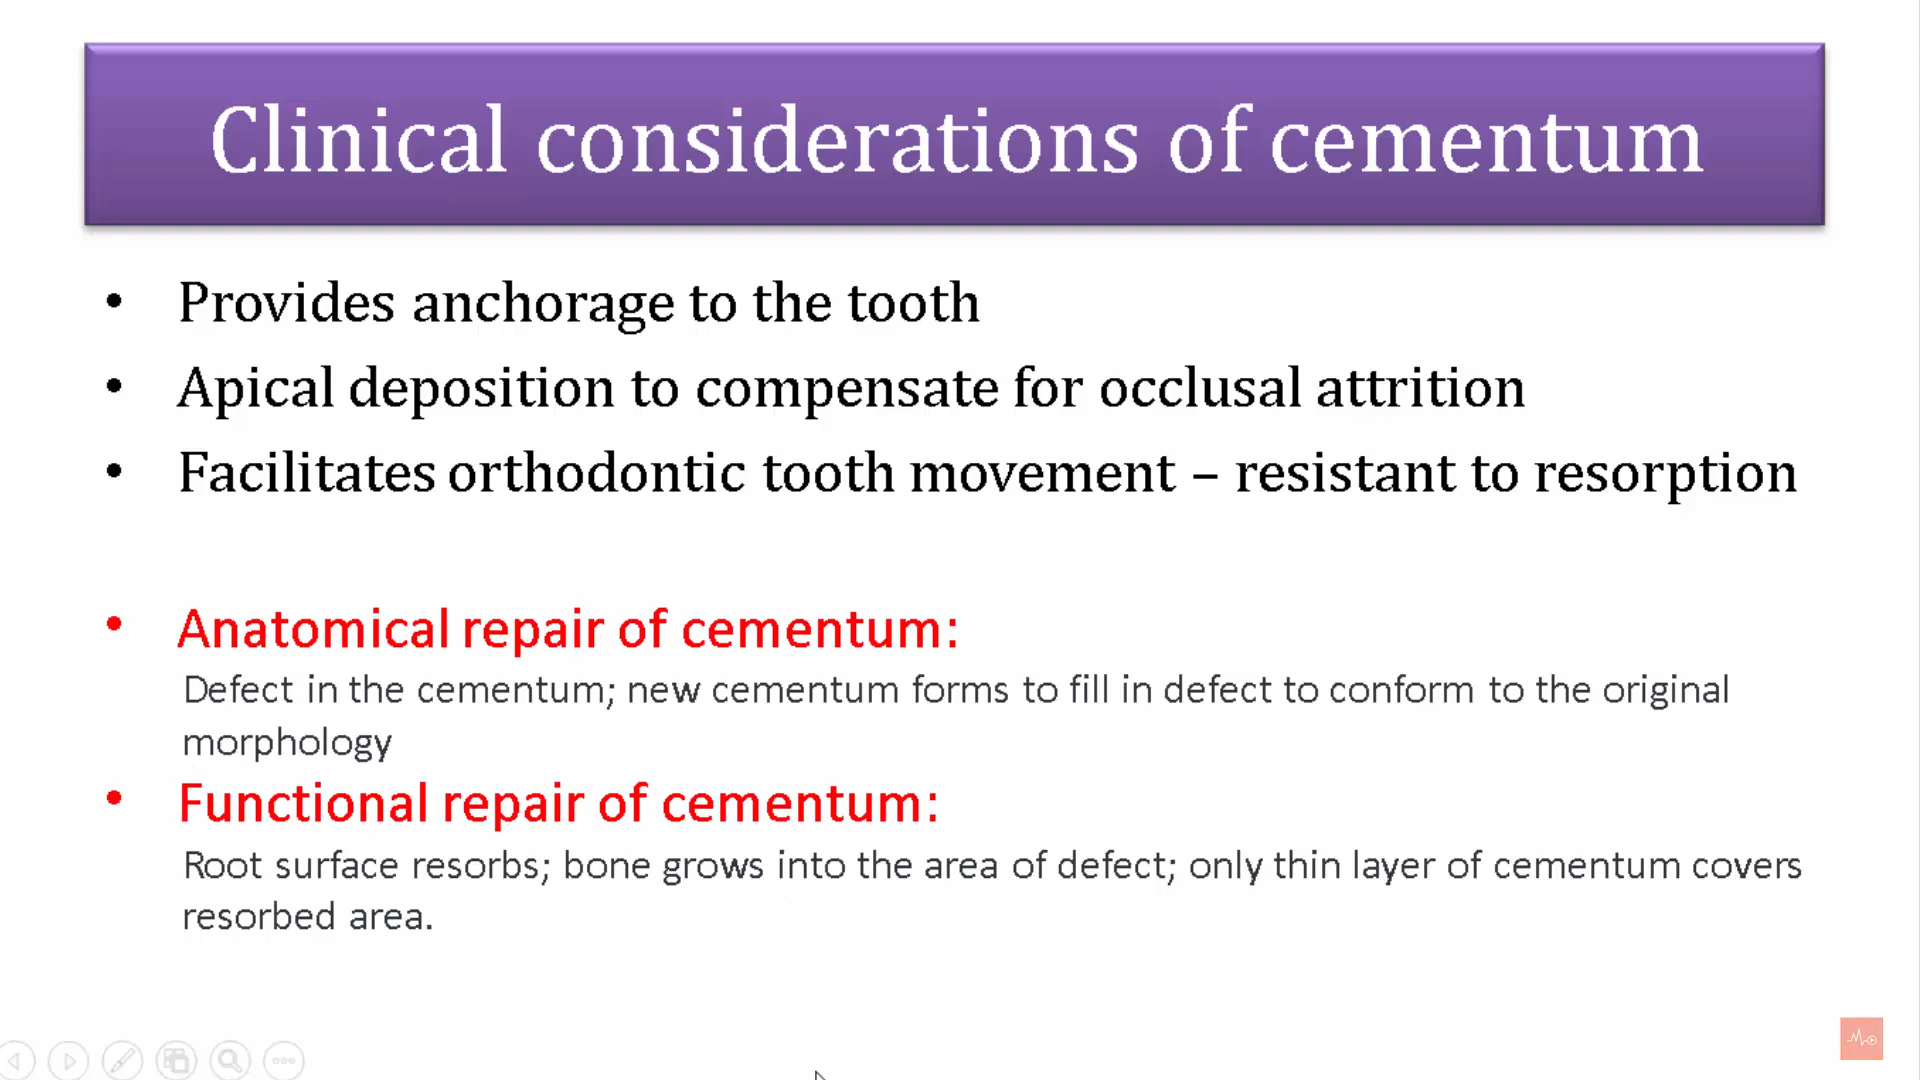 Clinical considerations of cementum
• Provides anchorage to the tooth
• Apical deposition to compensate for occlusal attrition
• Facilitates orthodontic tooth movement – resistant to resorption
• Anatomical repair of cementum:
Defect in the cementum; new cementum forms to fill in defect to conform to the original
morphology
• Functional repair of cementum:
Root surface resorbs; bone grows into the area of defect; only thin layer of cementum covers
resorbed area.